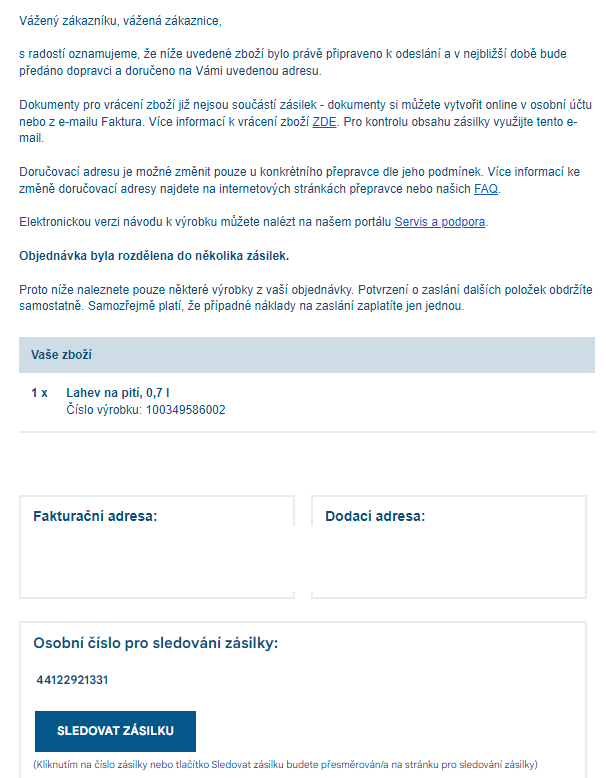 Vážený zákazníku, vážená zákaznice,
s radostí oznamujeme, že níže uvedené zboží bylo právě připraveno k odeslání a v nejbližší době bude
předáno dopravci a doručeno na Vámi uvedenou adresu.
Dokumenty pro vrácení zboží již nejsou součástí zásilek - dokumenty si můžete vytvořit online v osobní účtu
nebo z e-mailu Faktura. Více informací k vrácení zboží ZDE. Pro kontrolu obsahu zásilky využijte tento e-
mail.
Doručovací adresu je možné změnit pouze u konkrétního přepravce dle jeho podmínek. Více informací ke
změně doručovací adresy najdete na internetových stránkách přepravce nebo našich FAQ.
Elektronickou verzi návodu k výrobku můžete nalézt na našem portálu Servis a podpora.
Objednávka byla rozdělena do několika zásilek.
Proto níže naleznete pouze některé výrobky z vaší objednávky. Potvrzení o zaslání dalších položek obdržíte
samostatně. Samozřejmě platí, že případné náklady na zaslání zaplatíte jen jednou.
Vaše zboží
1 x Lahev na pití, 0,7 l
Číslo výrobku: 100349586002
Fakturační adresa: Dodací adresa:
Osobní číslo pro sledování zásilky:
44122921331
SLEDOVAT ZÁSILKU
(Kliknutím na číslo zásilky nebo tlačítko Sledovat zásilku budete přesměrován/a na stránku pro sledování zásilky)